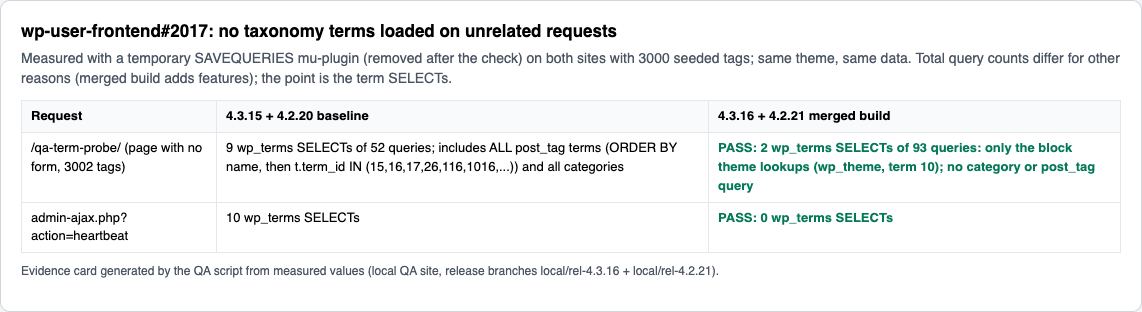 wp-user-frontend#2017: no taxonomy terms loaded on unrelated requests
Measured with a temporary SAVEQUERIES mu-plugin (removed after the check) on both sites with 3000 seeded tags; same theme, same data. Total query counts differ for other
reasons (merged build adds features); the point is the term SELECTs.
Request
4.3.15 + 4.2.20 baseline
4.3.16 + 4.2.21 merged build
/qa-term-probe/ (page with no
form, 3002 tags)
9 wp_terms SELECTs of 52 queries; includes ALL post_tag terms (ORDER BY
name, then t.term_id IN (15,16,17,26,116,1016,...)) and all categories
PASS: 2 wp_terms SELECTs of 93 queries: only the block
theme lookups (wp_theme, term 10); no category or post_tag
query
admin-ajax.php?
action=heartbeat
10 wp_terms SELECTs
PASS: 0 wp_terms SELECTs
Evidence card generated by the QA script from measured values (local QA site, release branches local/rel-4.3.16 + local/rel-4.2.21).